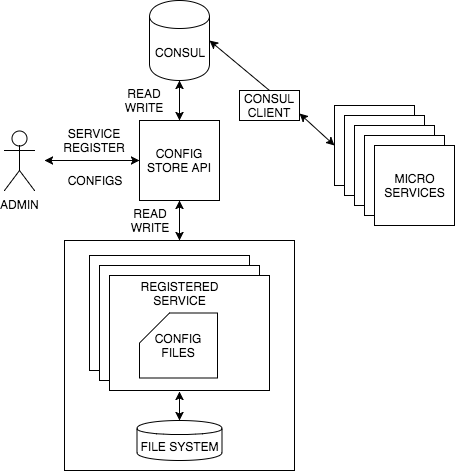 CONSUL
READ
WRITE
CONSUL
CLIENT
SERVICE
REGISTER
CONFIGS
CONFIG
STORE API
ADMIN
MICRO
SERVICES
READ
WRITE
REGISTERED
SERVICE
CONFIG
FILES
FILE SYSTEM